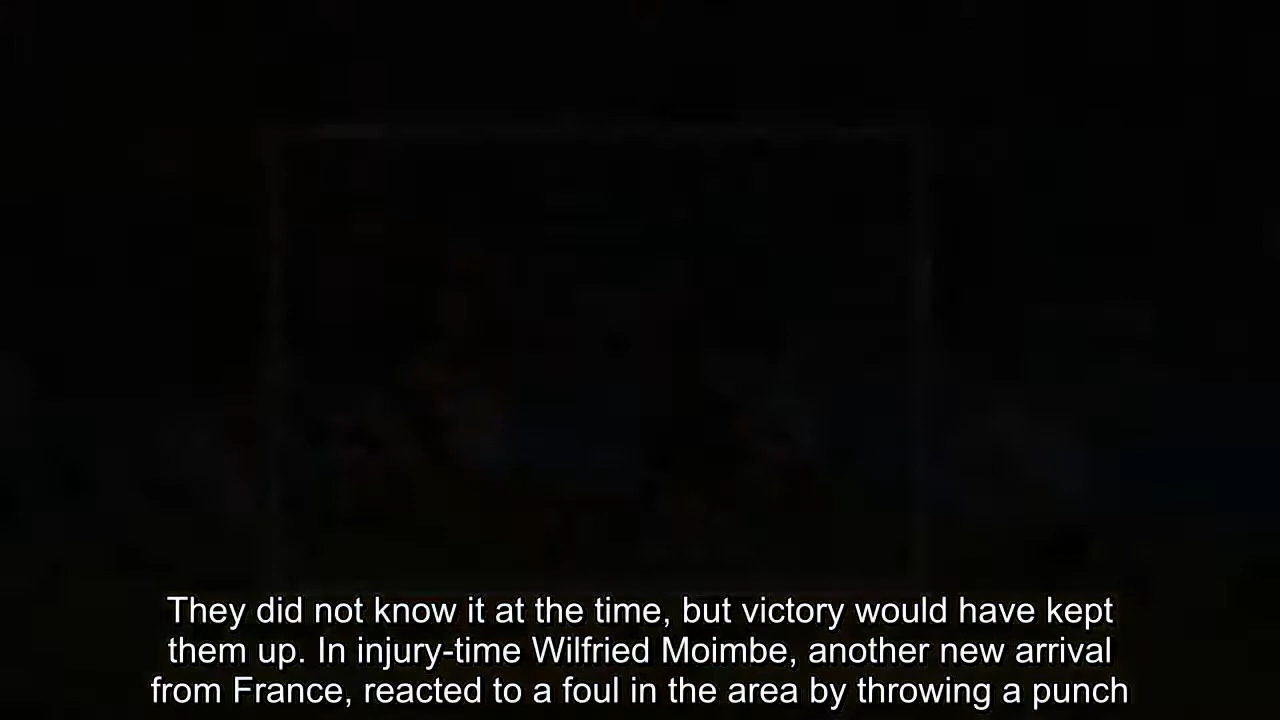 They did not know it at the time, but victory would have kept
them up. In injury-time Wilfried Moimbe, another new arrival
from France, reacted to a foul in the area by throwing a punch